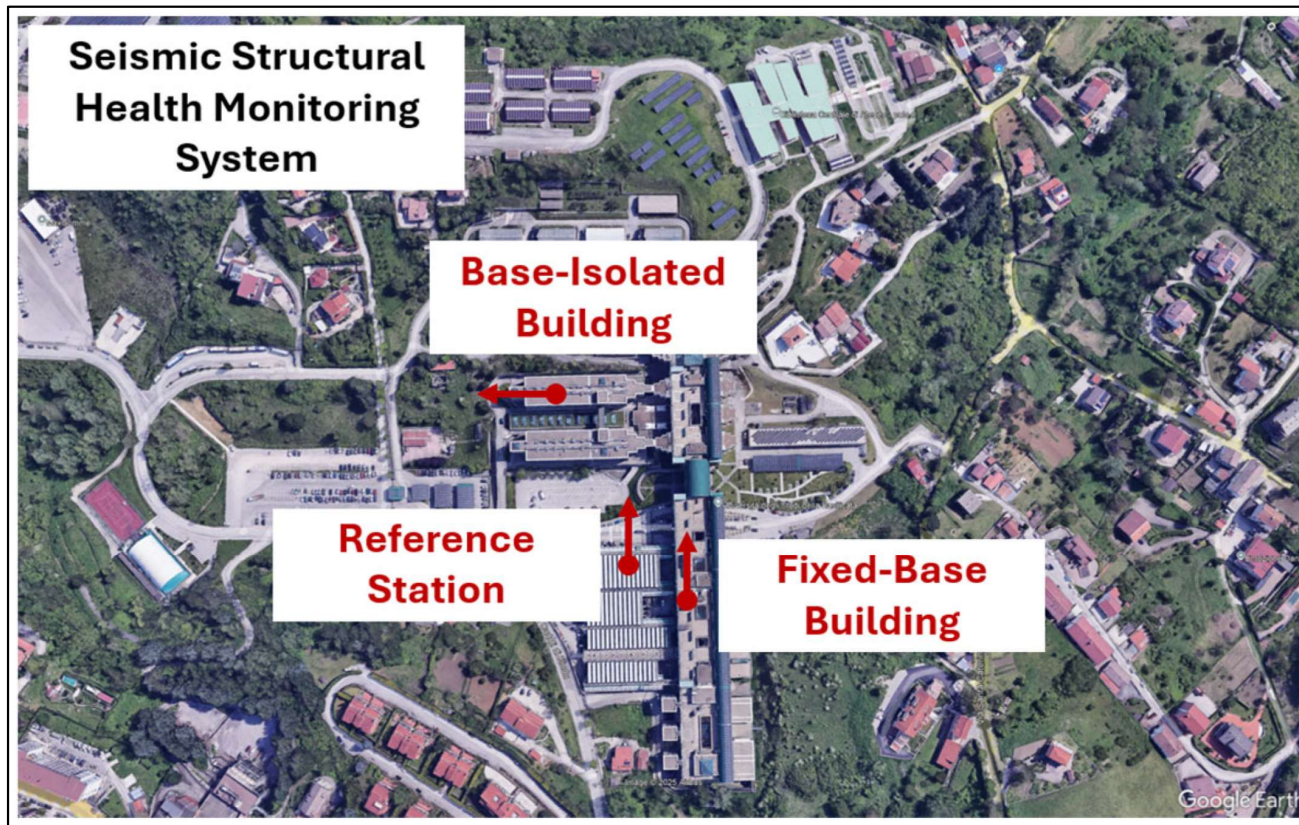 Seismic Structural
Health Monitoring
System
Base-Isolated
Building
Reference
Station
Fixed-Base
Building
Google Earth